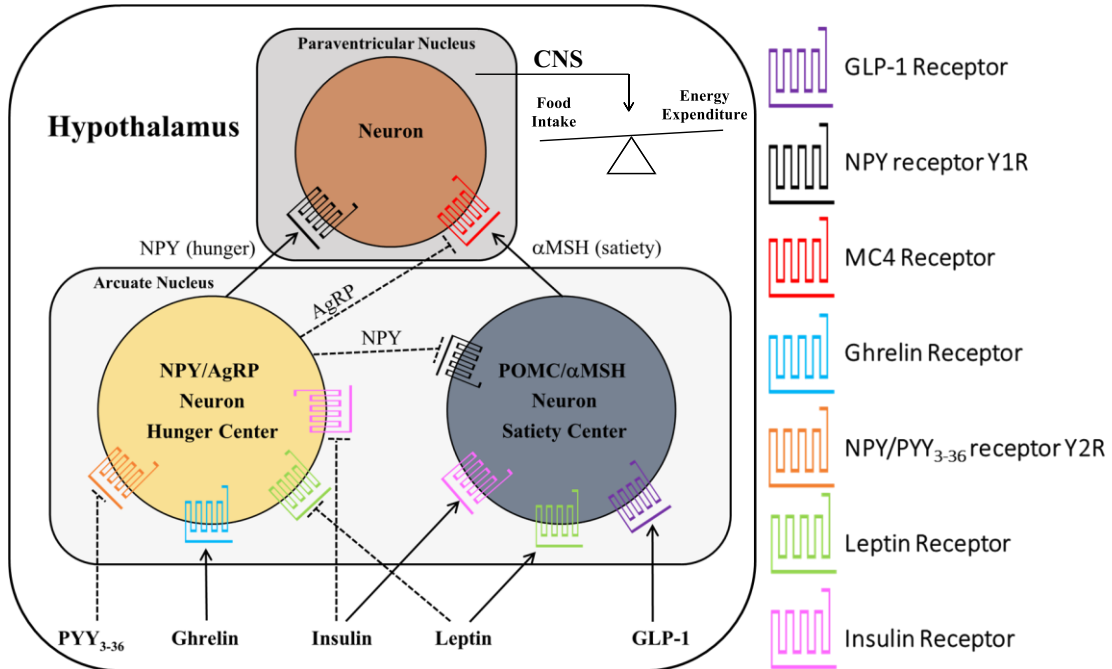 Paraventricular Nucleus
CNS
Food
Intake
Energy
Expenditure
Hypothalamus
Neuron
NPY (hunger)
αMSH (satiety)
Arcuate Nucleus
AgRP
NPY
NPY/AgRP
Neuron
Hunger Center
POMC/αMSH
Neuron
Satiety Center
PYY3-36
Ghrelin
Insulin
Leptin
GLP-1
GLP-1 Receptor
NPY receptor Y1R
MC4 Receptor
Ghrelin Receptor
NPY/PYY3-36 receptor Y2R
Leptin Receptor
Insulin Receptor